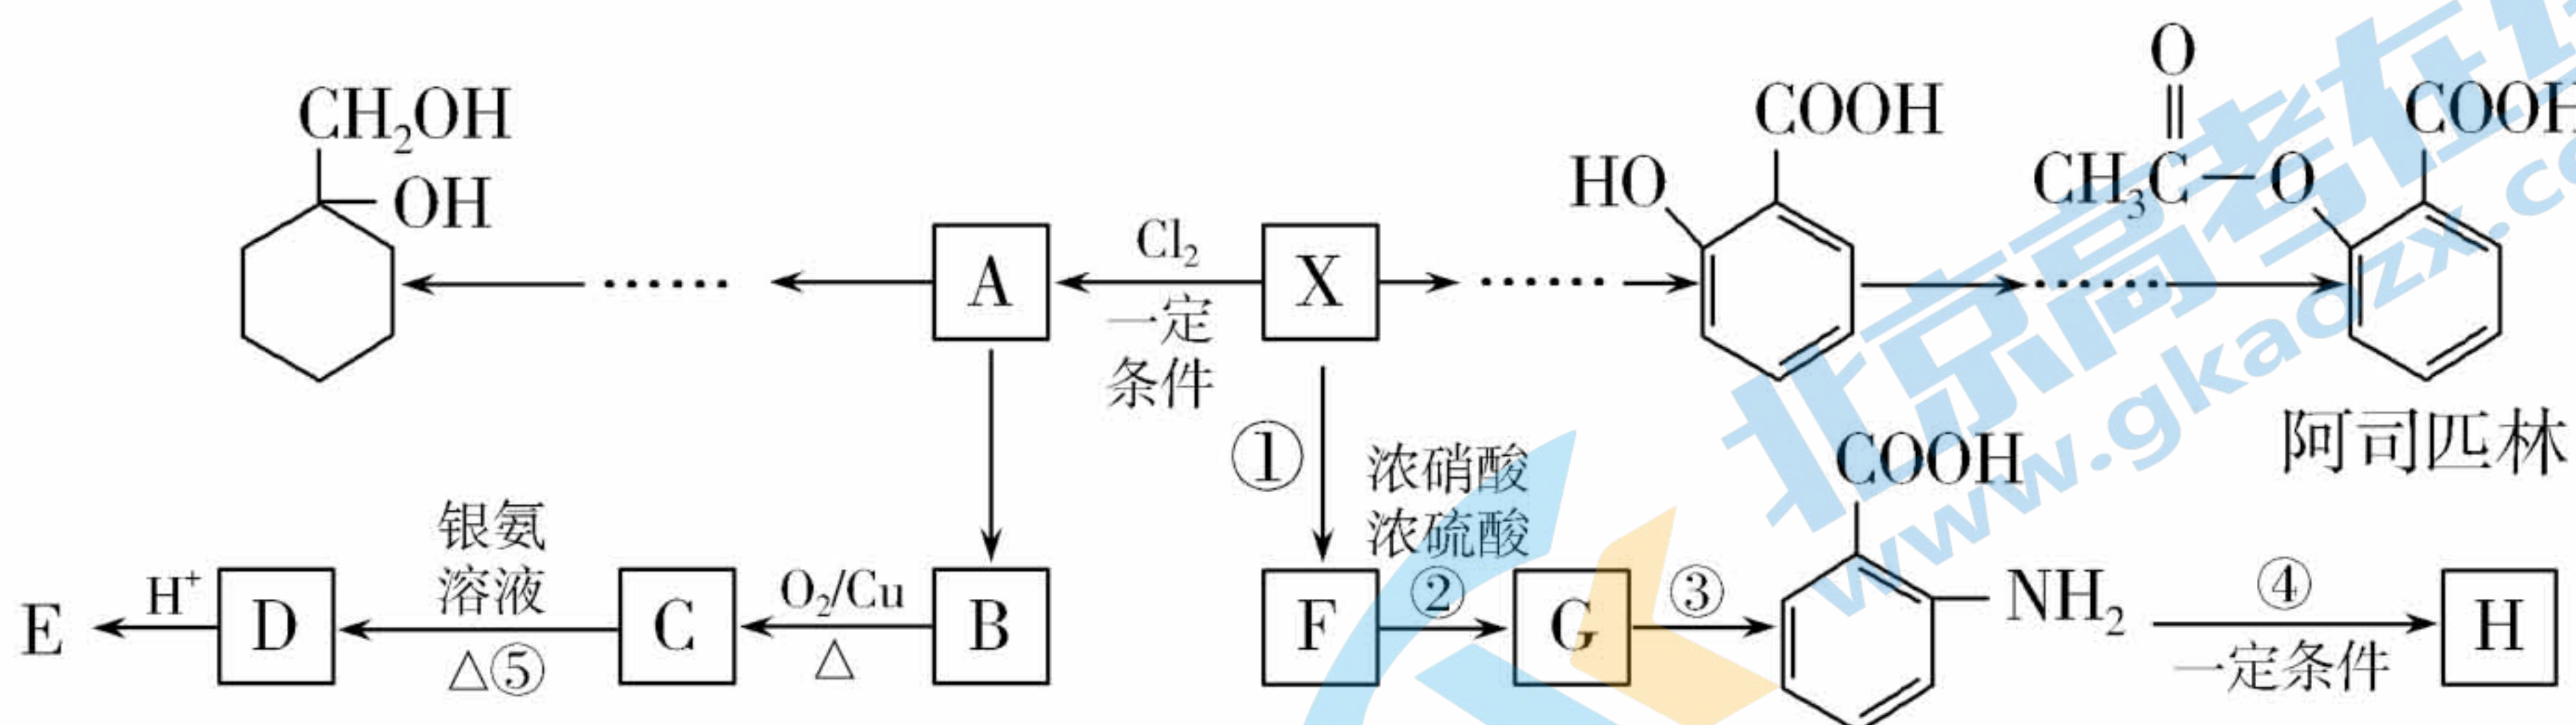 CH₂OH
OH
A
Cl₂
一定
条件
X
HO
COOH
O
CH₃C
O
COOH
阿司匹林
E
H⁺
D
银氨
溶液
△⑤
C
O₂/Cu
△
B
①
F
浓硝酸
浓硫酸
②
G
③
COOH
NH₂
④
一定条件
H
北京高考在线
www.gkaozx.co